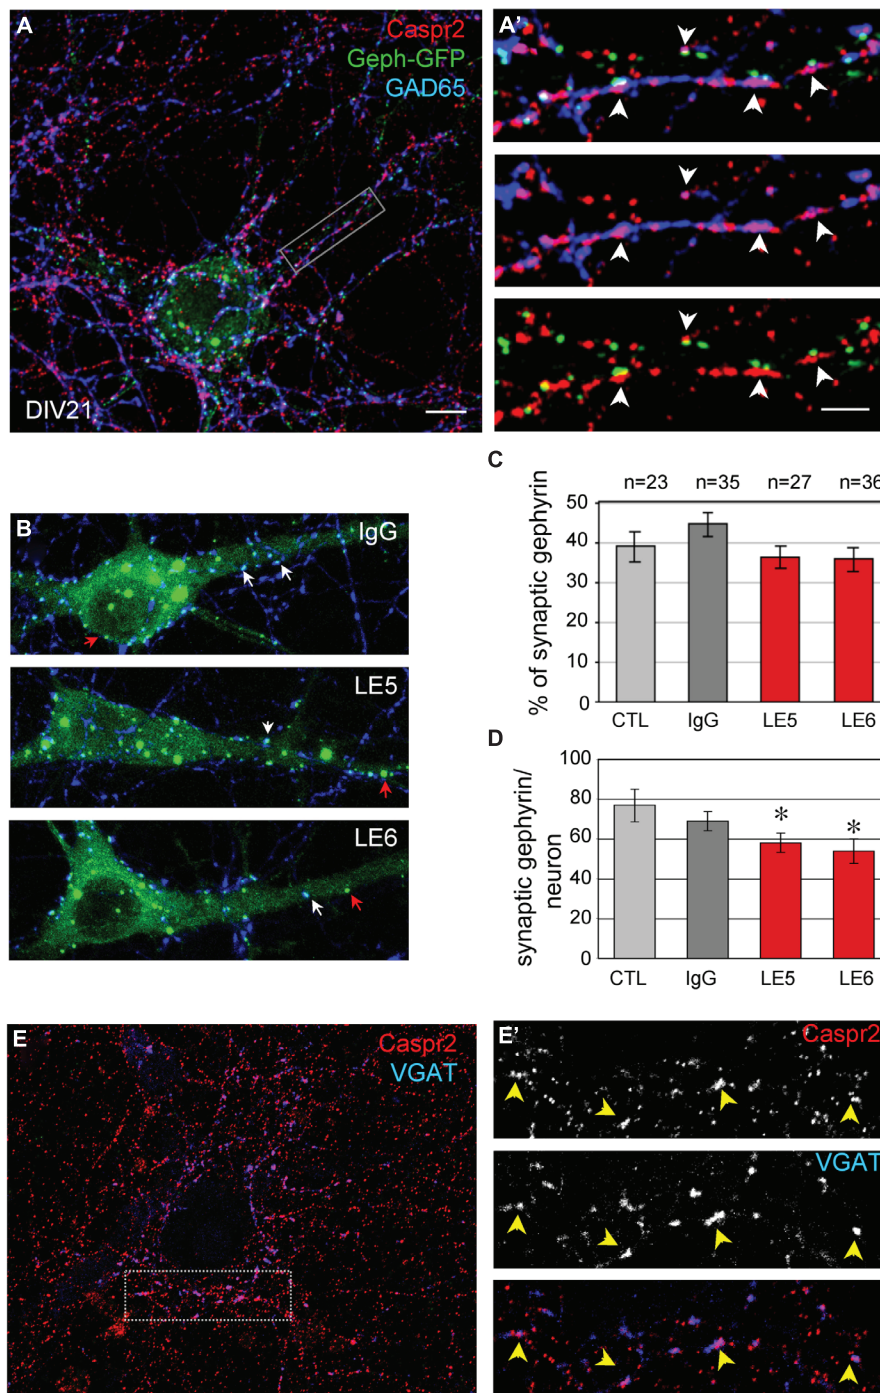 A
Caspr2
Geph-GFP
GAD65
DIV21
A'
B
IgG
LE5
LE6
C
n=23 n=35 n=27 n=36
% of synaptic gephyrin
50
40
30
20
10
0
CTL IgG LE5 LE6
D
synaptic gephyrin/
neuron
100
80
60
40
20
0
* *
CTL IgG LE5 LE6
E
Caspr2
VGAT
E'
Caspr2
VGAT